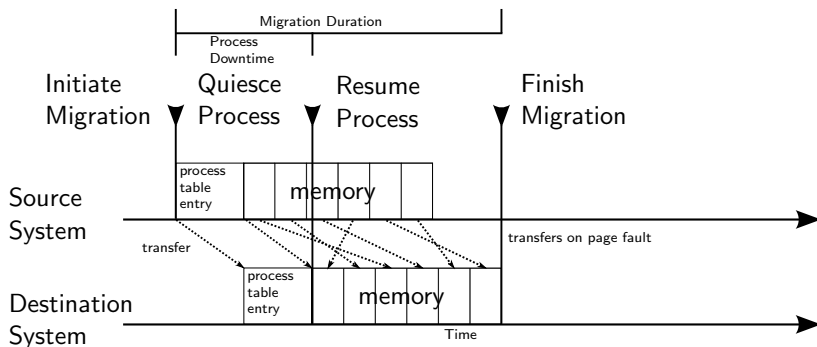 Migration Duration
Process
Downtime
Initiate
Migration
Quiesce
Process
Resume
Process
Finish
Migration
Source
System
process
table
entry
memory
transfer
transfers on page fault
Destination
System
process
table
entry
memory
Time